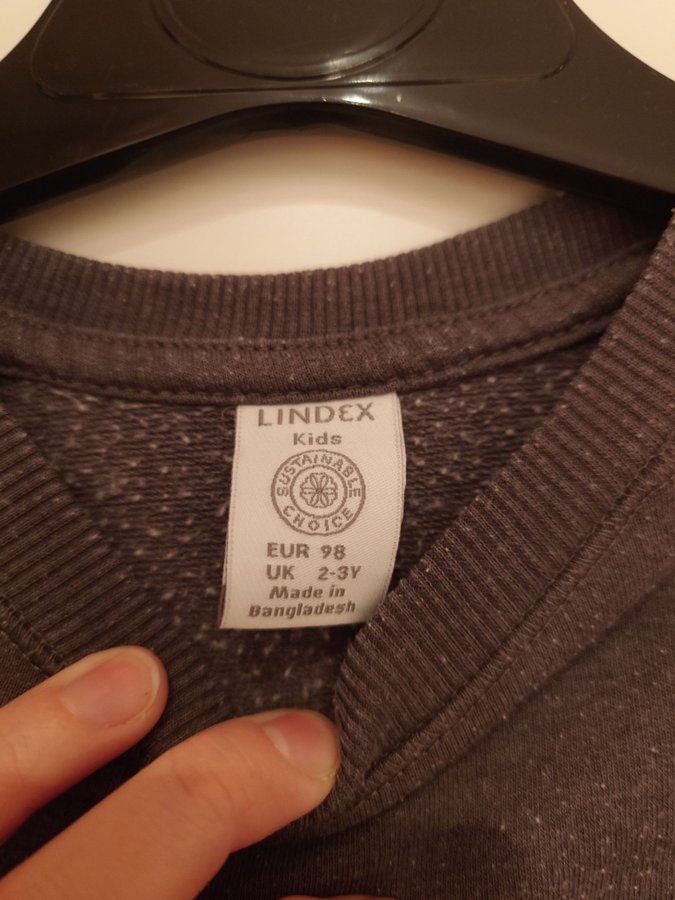 LINDEX
Kids
SUSTAINABLE
CHOICE
EUR 98
UK 2-3Y
Made in
Bangladesh